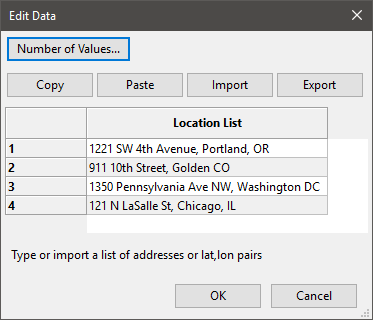 Edit Data
Number of Values...
Copy Paste Import Export
Location List
1 1221 SW 4th Avenue, Portland, OR
2 911 10th Street, Golden CO
3 1350 Pennsylvania Ave NW, Washington DC
4 121 N LaSalle St, Chicago, IL
Type or import a list of addresses or lat,lon pairs
OK Cancel